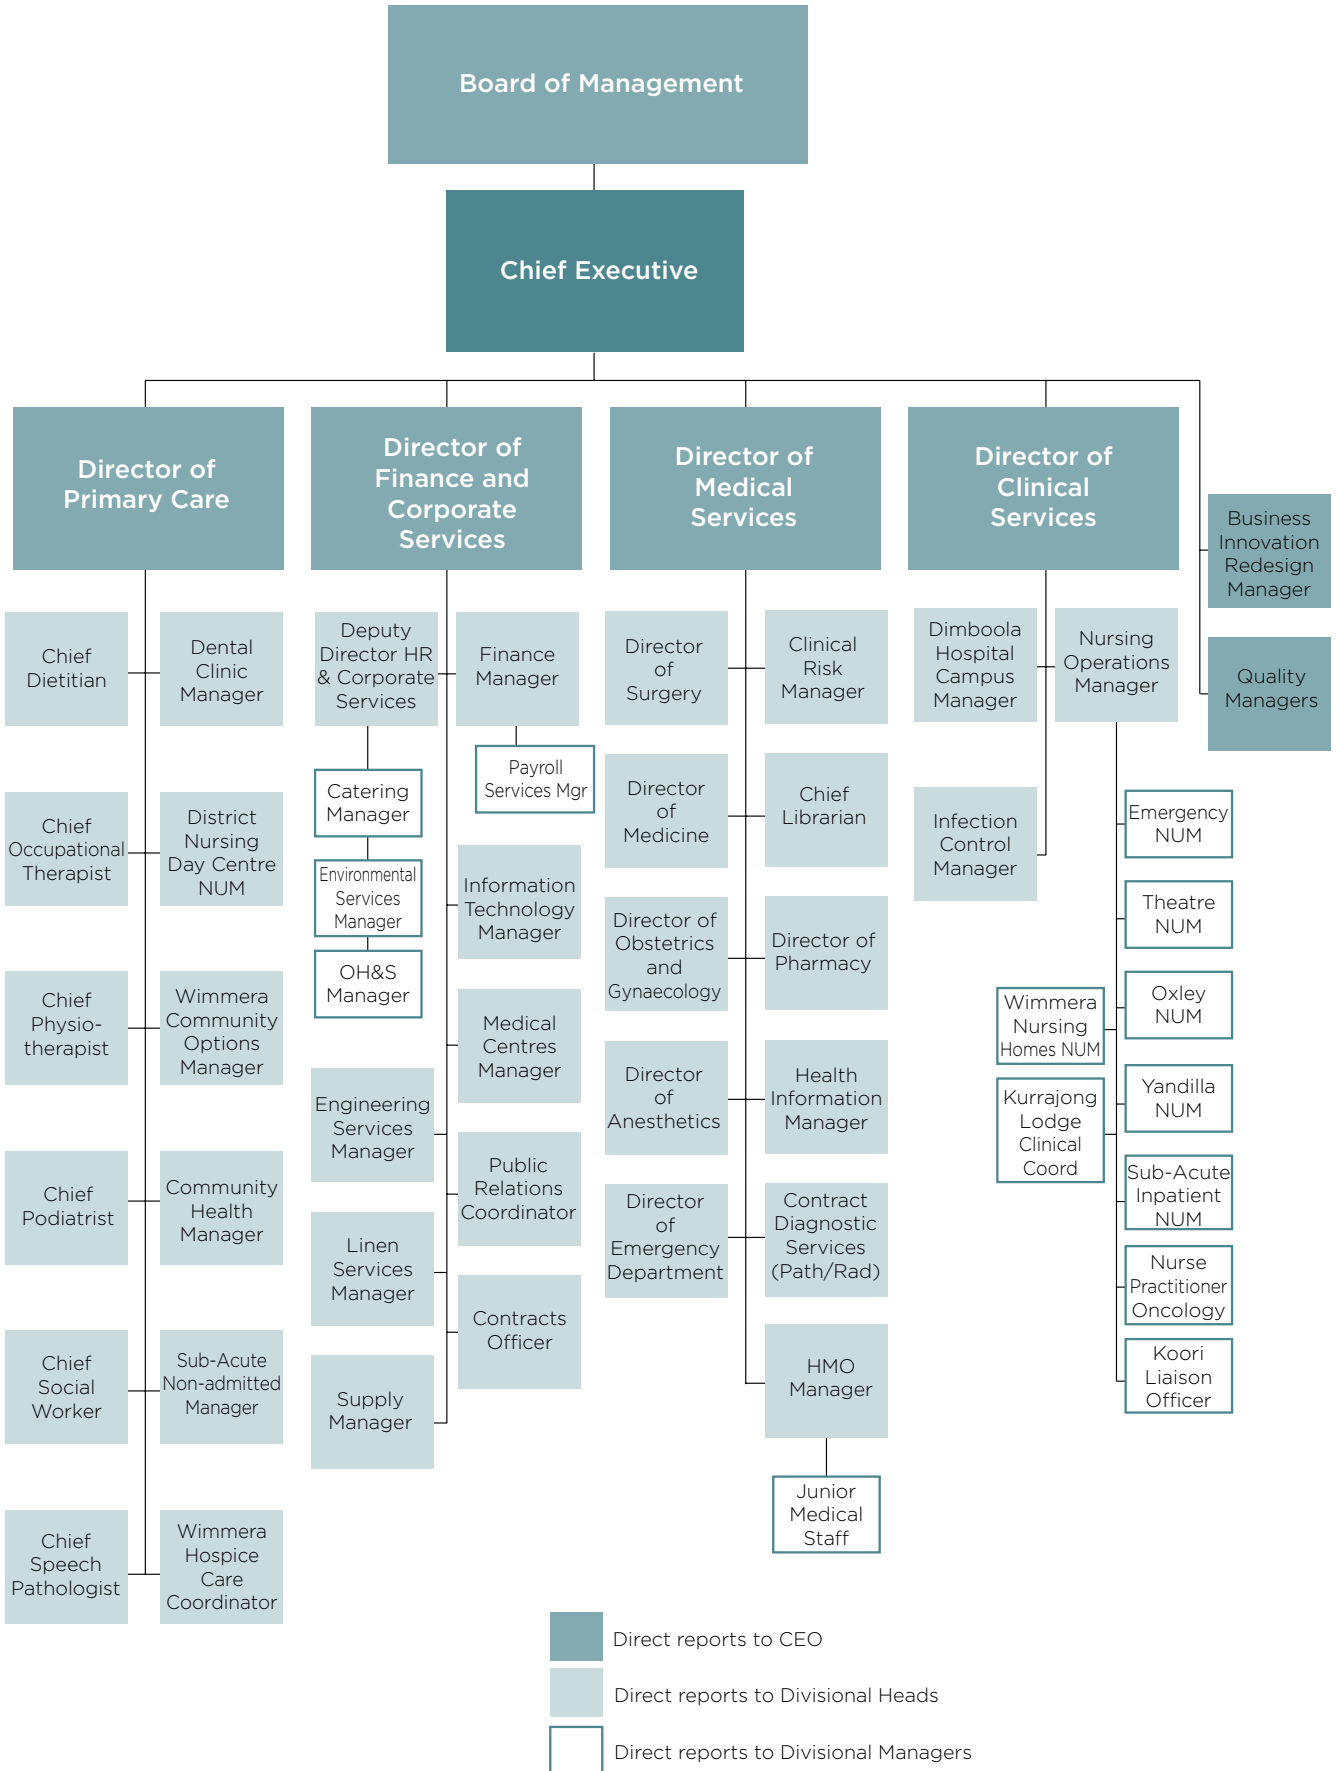 Board of Management
Chief Executive
Director of
Primary Care
Director of
Finance and
Corporate
Services
Director of
Medical
Services
Director of
Clinical
Services
Business
Innovation
Redesign
Manager
Quality
Managers
Chief
Dietitian
Dental
Clinic
Manager
Chief
Occupational
Therapist
District
Nursing
Day Centre
NUM
Chief
Physio-
therapist
Wimmera
Community
Options
Manager
Chief
Podiatrist
Community
Health
Manager
Chief
Social
Worker
Sub-Acute
Non-admitted
Manager
Chief
Speech
Pathologist
Wimmera
Hospice
Care
Coordinator
Deputy
Director HR
& Corporate
Services
Finance
Manager
Catering
Manager
Environmental
Services
Manager
OH&S
Manager
Payroll
Services Mgr
Information
Technology
Manager
Medical
Centres
Manager
Engineering
Services
Manager
Public
Relations
Coordinator
Linen
Services
Manager
Contracts
Officer
Supply
Manager
Director
of
Surgery
Clinical
Risk
Manager
Director
of
Medicine
Chief
Librarian
Director of
Obstetrics
and
Gynaecology
Director of
Pharmacy
Director
of
Anesthetics
Health
Information
Manager
Director
of
Emergency
Department
Contract
Diagnostic
Services
(Path/Rad)
HMO
Manager
Junior
Medical
Staff
Dimboola
Hospital
Campus
Manager
Nursing
Operations
Manager
Infection
Control
Manager
Emergency
NUM
Theatre
NUM
Wimmera
Nursing
Homes NUM
Oxley
NUM
Kurrajong
Lodge
Clinical
Coord
Yandilla
NUM
Sub-Acute
Inpatient
NUM
Nurse
Practitioner
Oncology
Koori
Liaison
Officer
Direct reports to CEO
Direct reports to Divisional Heads
Direct reports to Divisional Managers